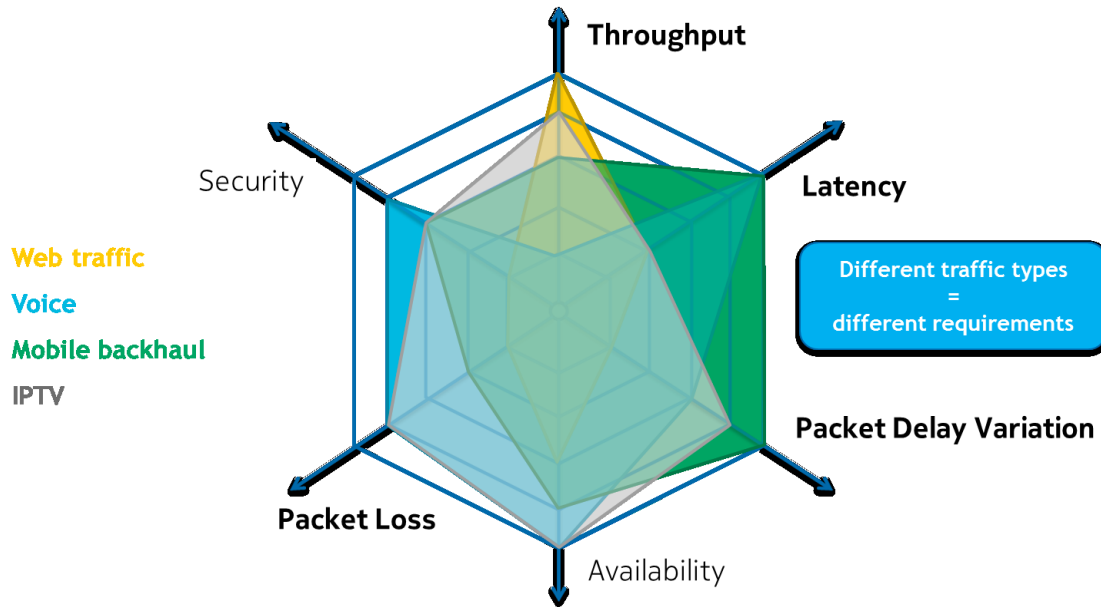 Throughput
Security
Latency
Web traffic
Voice
Mobile backhaul
IPTV
Different traffic types
=
different requirements
Packet Delay Variation
Packet Loss
Availability